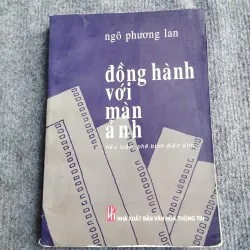 ngô phương lan
đồng hành
với
màn
ảnh
tiểu luận phê bình điện ảnh
NHÀ XUẤT BẢN VĂN HÓA THÔNG TIN